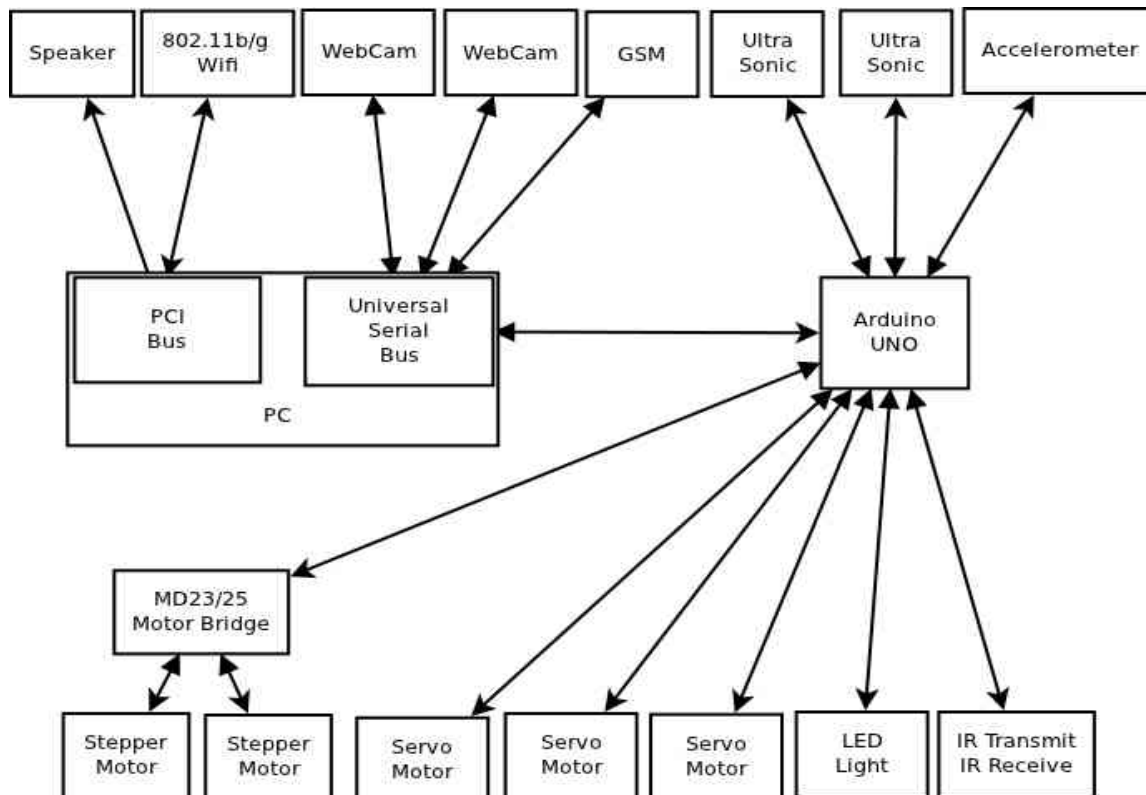 Speaker
802.11b/g
Wifi
WebCam
WebCam
GSM
Ultra
Sonic
Ultra
Sonic
Accelerometer
PCI
Bus
Universal
Serial
Bus
PC
Arduino
UNO
MD23/25
Motor Bridge
Stepper
Motor
Stepper
Motor
Servo
Motor
Servo
Motor
Servo
Motor
LED
Light
IR Transmit
IR Receive